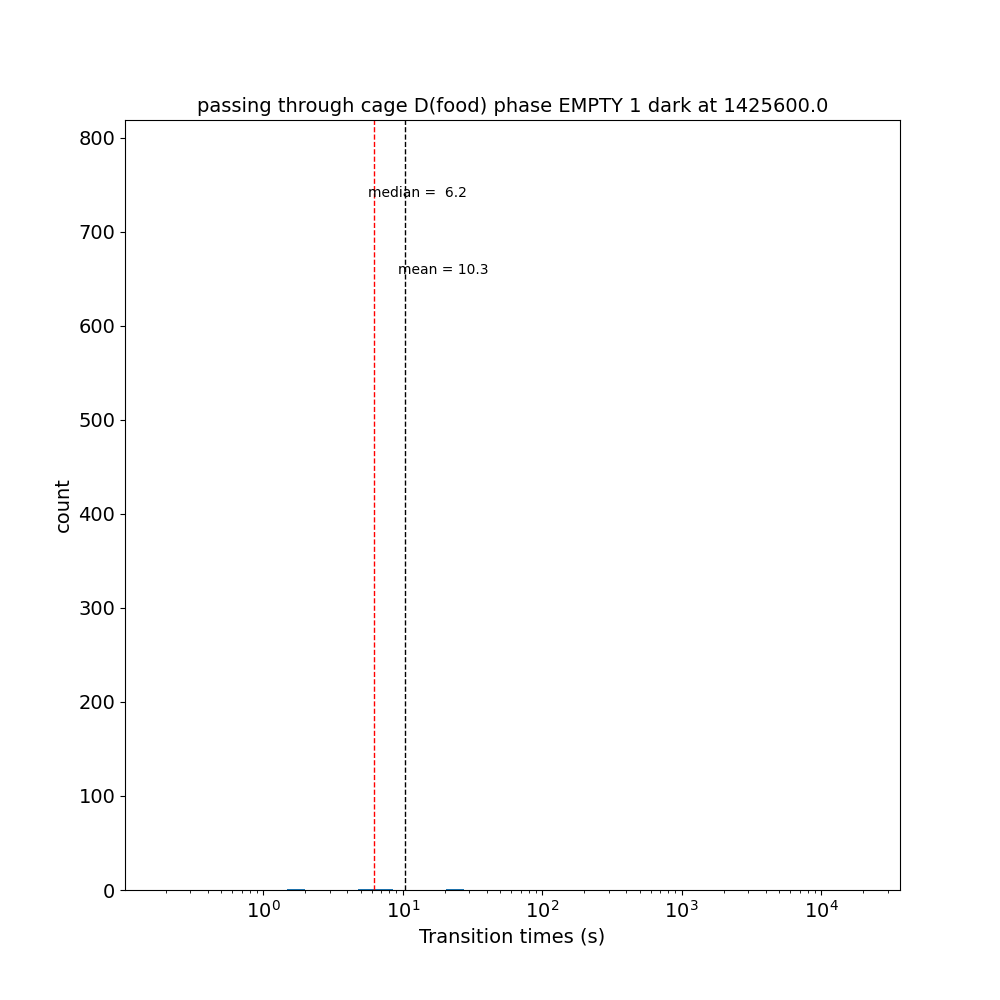 passing through cage D(food) phase EMPTY 1 dark at 1425600.0
800
median =  6.2
700
mean = 10.3
600
500
400
count
300
200
100
0
10^0 10^1 10^2 10^3 10^4
Transition times (s)